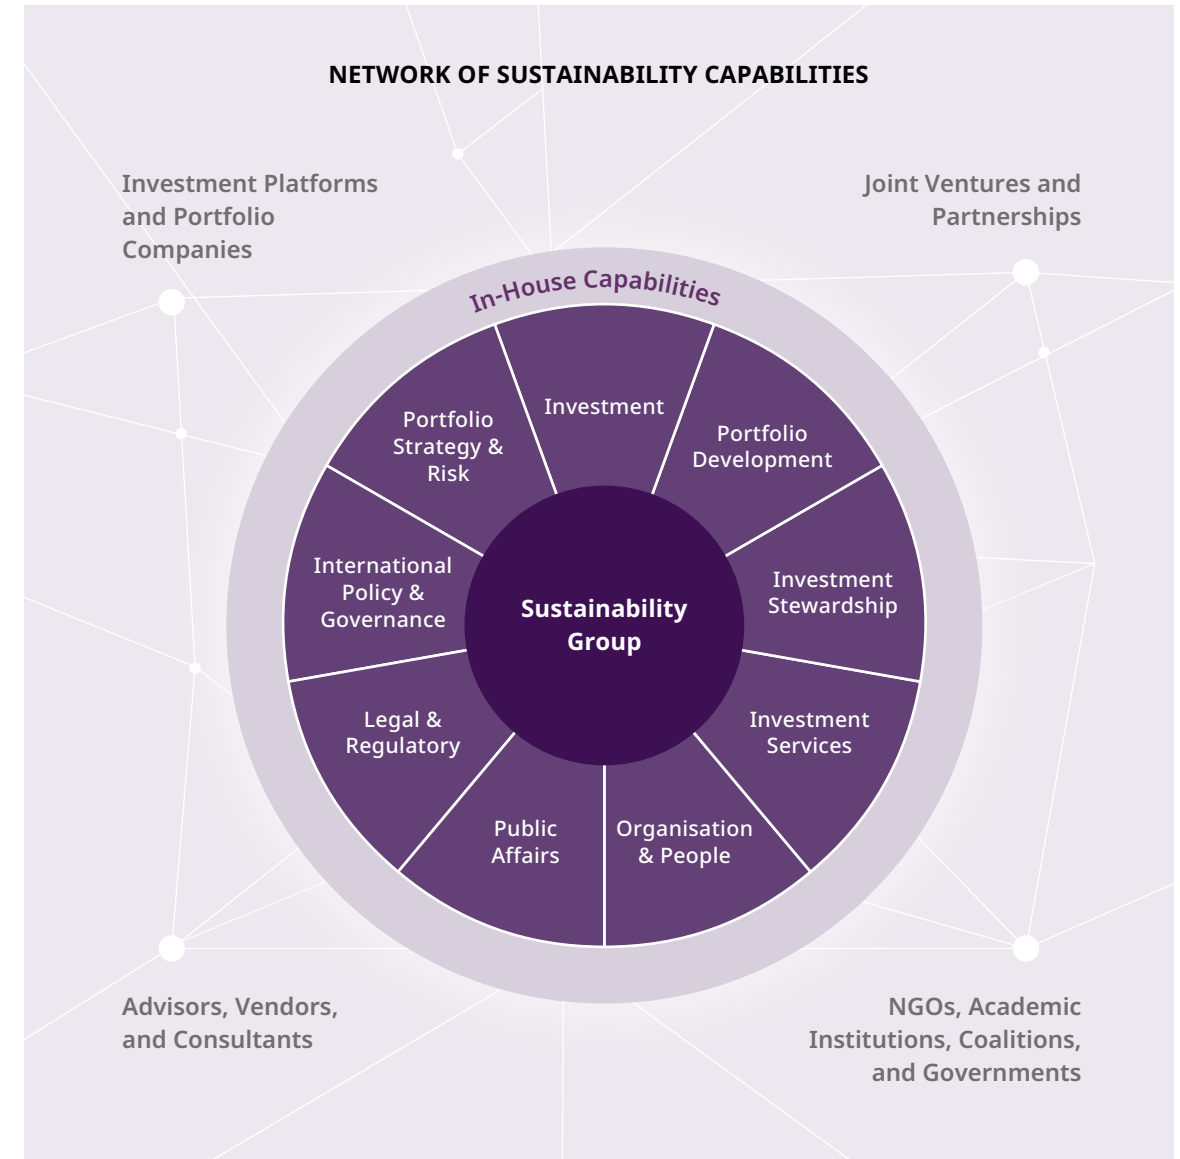 NETWORK OF SUSTAINABILITY CAPABILITIES
Investment Platforms
and Portfolio
Companies
Joint Ventures and
Partnerships
In-House Capabilities
Investment
Portfolio
Development
Investment
Stewardship
Investment
Services
Organisation
& People
Public
Affairs
Legal &
Regulatory
International
Policy &
Governance
Portfolio
Strategy &
Risk
Sustainability
Group
Advisors, Vendors,
and Consultants
NGOs, Academic
Institutions, Coalitions,
and Governments